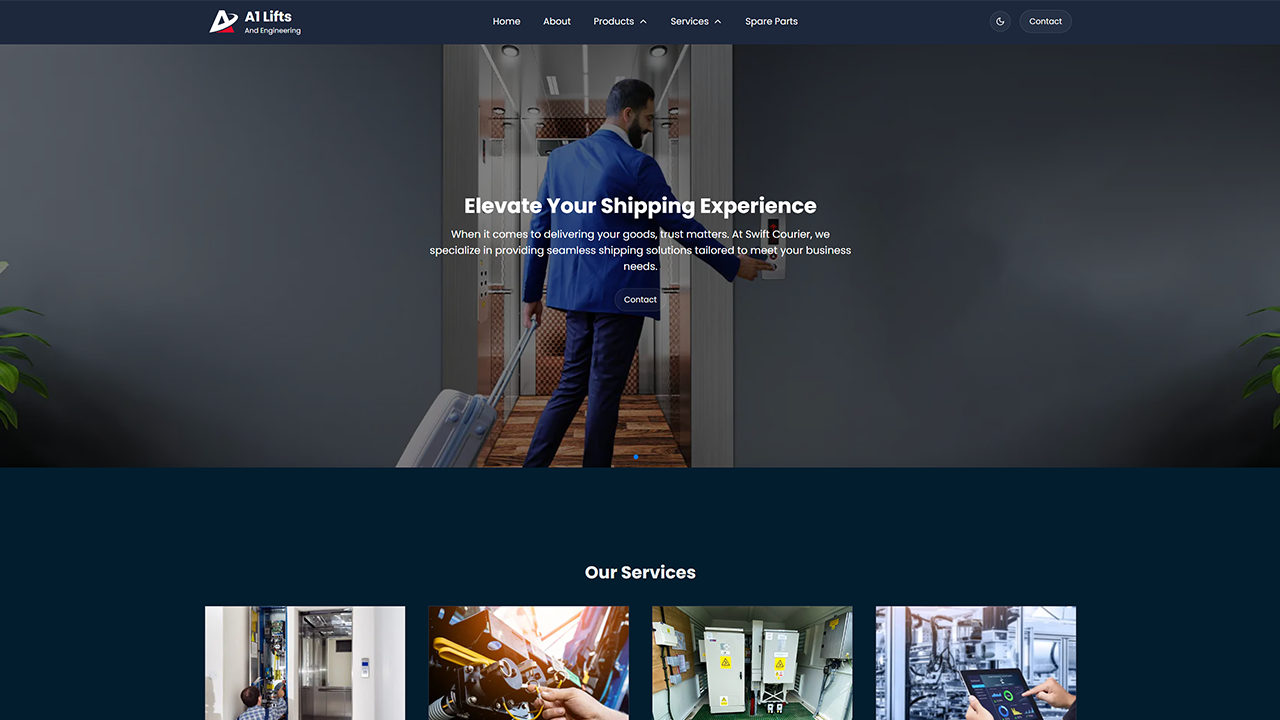 A1 Lifts
And Engineering
Home About Products Services Spare Parts
Contact
Elevate Your Shipping Experience
When it comes to delivering your goods, trust matters. At Swift Courier, we
specialize in providing seamless shipping solutions tailored to meet your business
needs.
Contact
Our Services